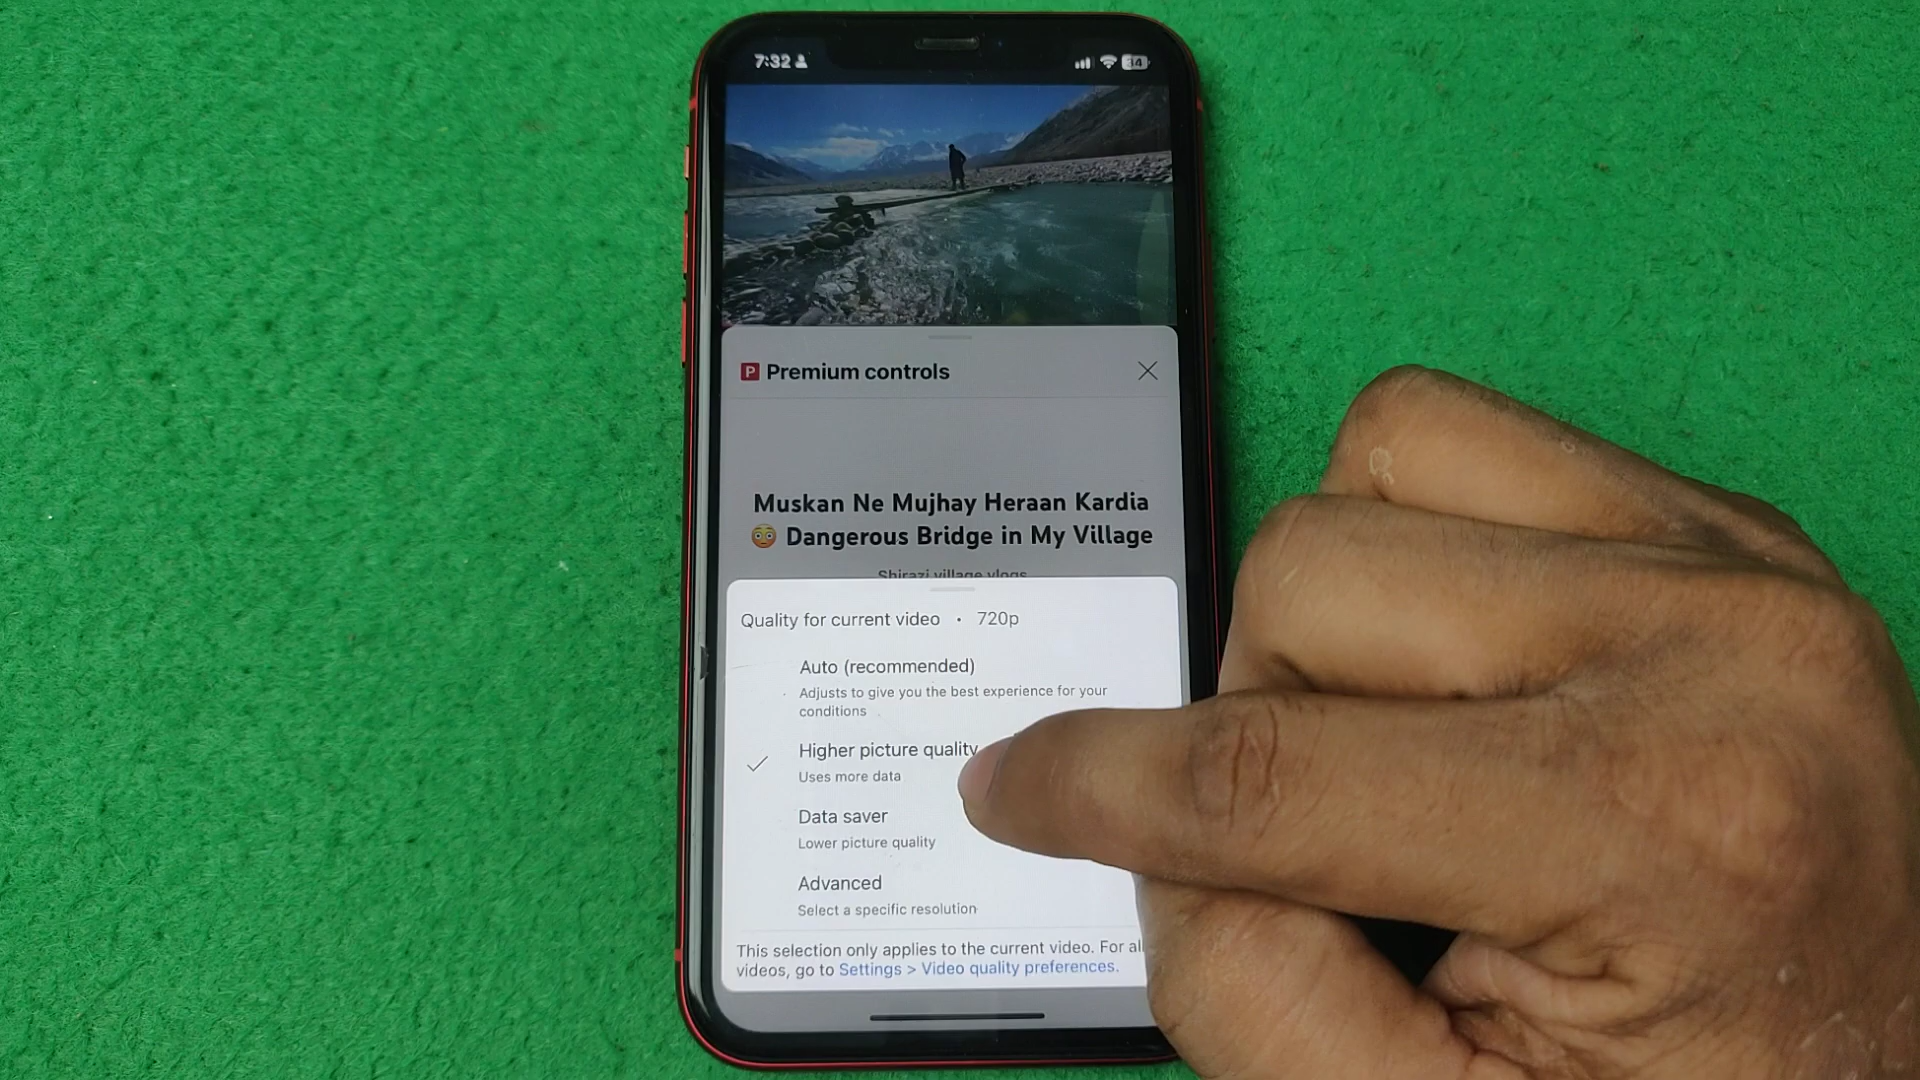 7:32
34
P Premium controls
Muskan Ne Mujhay Heraan Kardia
😳 Dangerous Bridge in My Village
Shirazi village vlogs
Quality for current video • 720p
Auto (recommended)
Adjusts to give you the best experience for your
conditions
Higher picture quality
Uses more data
Data saver
Lower picture quality
Advanced
Select a specific resolution
This selection only applies to the current video. For all
videos, go to Settings > Video quality preferences.